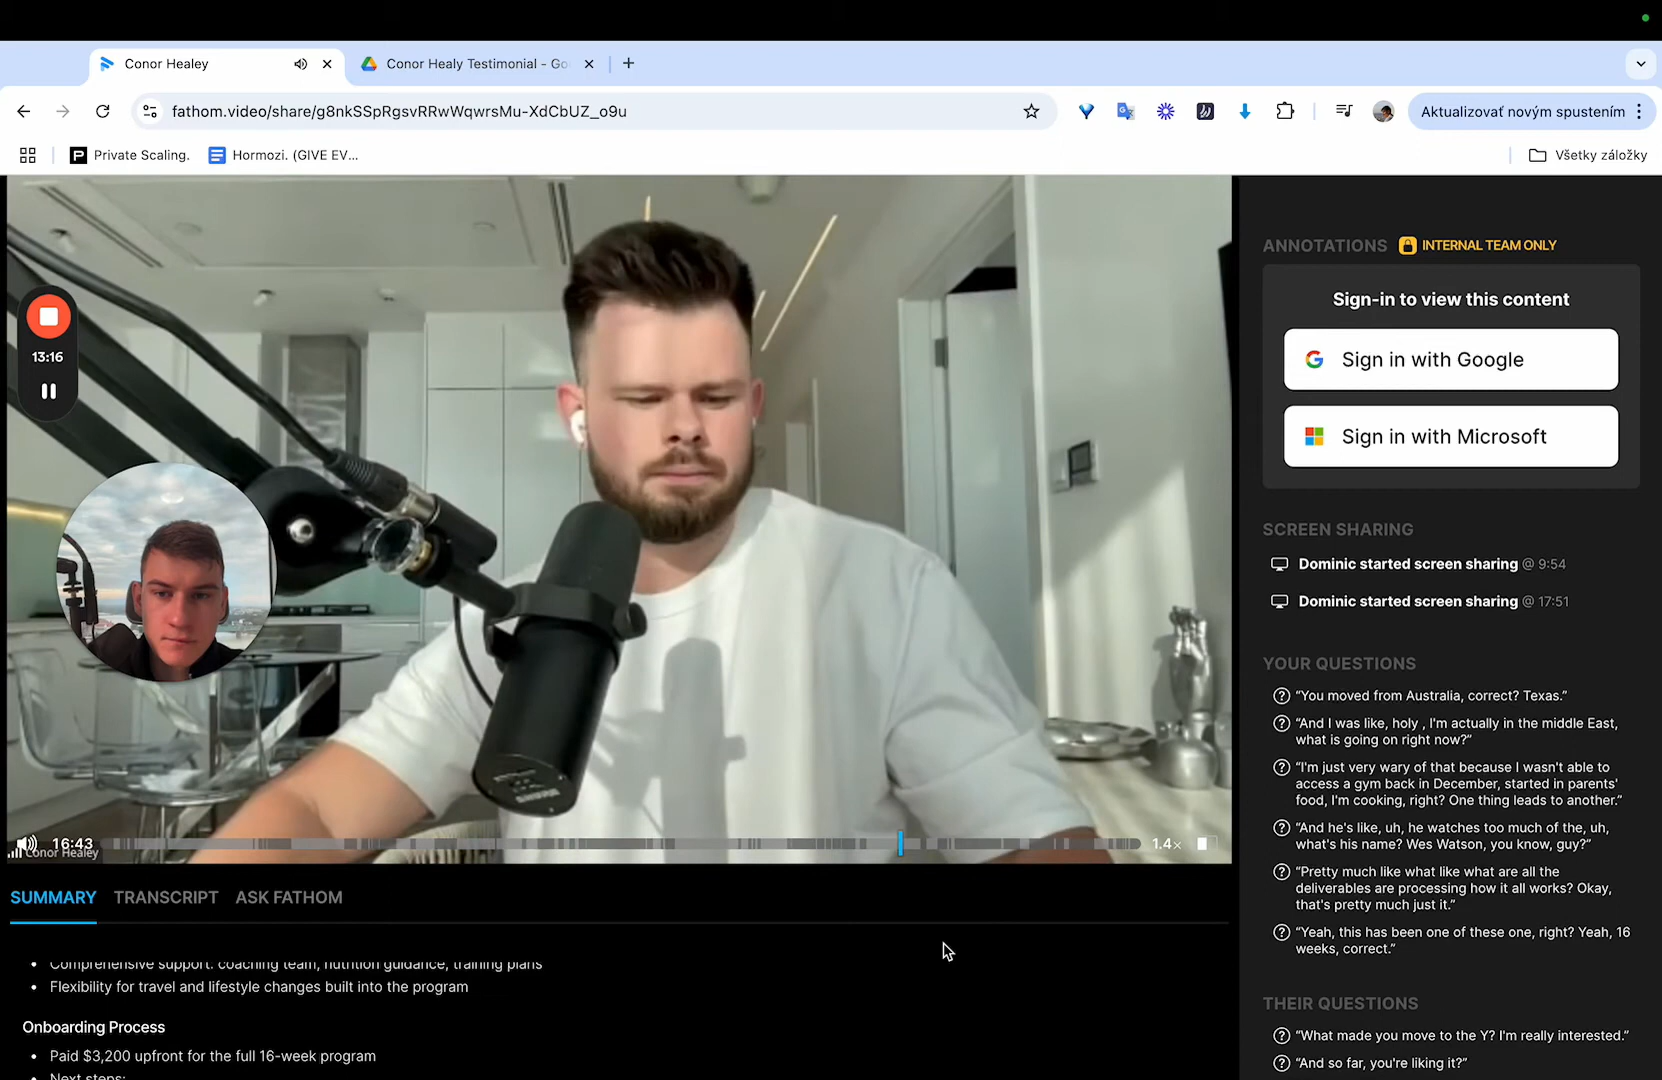 Conor Healey
Conor Healy Testimonial - Go
fathom.video/share/g8nkSSpRgsvRRwWqwrsMu-XdCbUZ_o9u
Aktualizovať novým spustením
Private Scaling.
Hormozi. (GIVE EV...
Všetky záložky
13:16
16:43
Conor Healey
1.4×
SUMMARY
TRANSCRIPT
ASK FATHOM
Comprehensive support: coaching team, nutrition guidance, training plans
Flexibility for travel and lifestyle changes built into the program
Onboarding Process
Paid $3,200 upfront for the full 16-week program
Next steps:
ANNOTATIONS
INTERNAL TEAM ONLY
Sign-in to view this content
Sign in with Google
Sign in with Microsoft
SCREEN SHARING
Dominic started screen sharing @ 9:54
Dominic started screen sharing @ 17:51
YOUR QUESTIONS
“You moved from Australia, correct? Texas.”
“And I was like, holy , I'm actually in the middle East,
what is going on right now?”
“I'm just very wary of that because I wasn't able to
access a gym back in December, started in parents'
food, I'm cooking, right? One thing leads to another.”
“And he's like, uh, he watches too much of the, uh,
what's his name? Wes Watson, you know, guy?”
“Pretty much like what like what are all the
deliverables are processing how it all works? Okay,
that's pretty much just it.”
“Yeah, this has been one of these one, right? Yeah, 16
weeks, correct.”
THEIR QUESTIONS
“What made you move to the Y? I'm really interested.”
“And so far, you're liking it?”